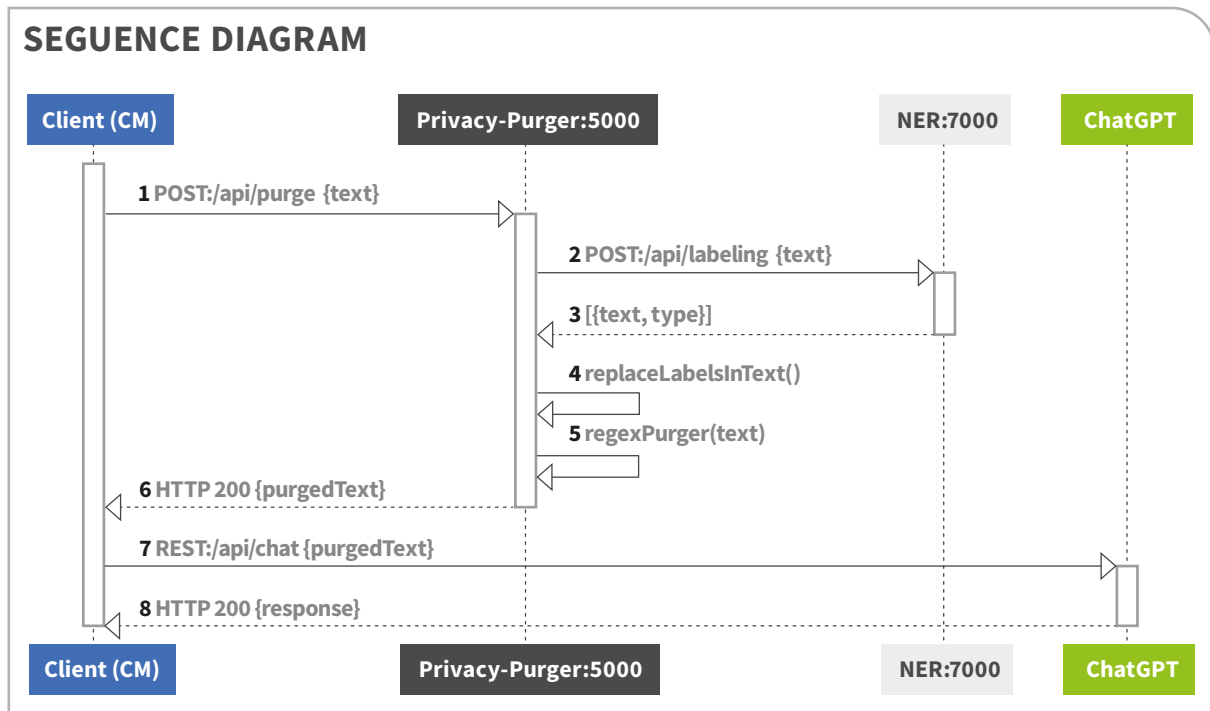 SEGUENCE DIAGRAM
Client (CM) Privacy-Purger:5000 NER:7000 ChatGPT
1 POST:/api/purge {text}
2 POST:/api/labeling {text}
3 [{text, type}]
4 replaceLabelsInText()
5 regexPurger(text)
6 HTTP 200 {purgedText}
7 REST:/api/chat {purgedText}
8 HTTP 200 {response}
Client (CM) Privacy-Purger:5000 NER:7000 ChatGPT